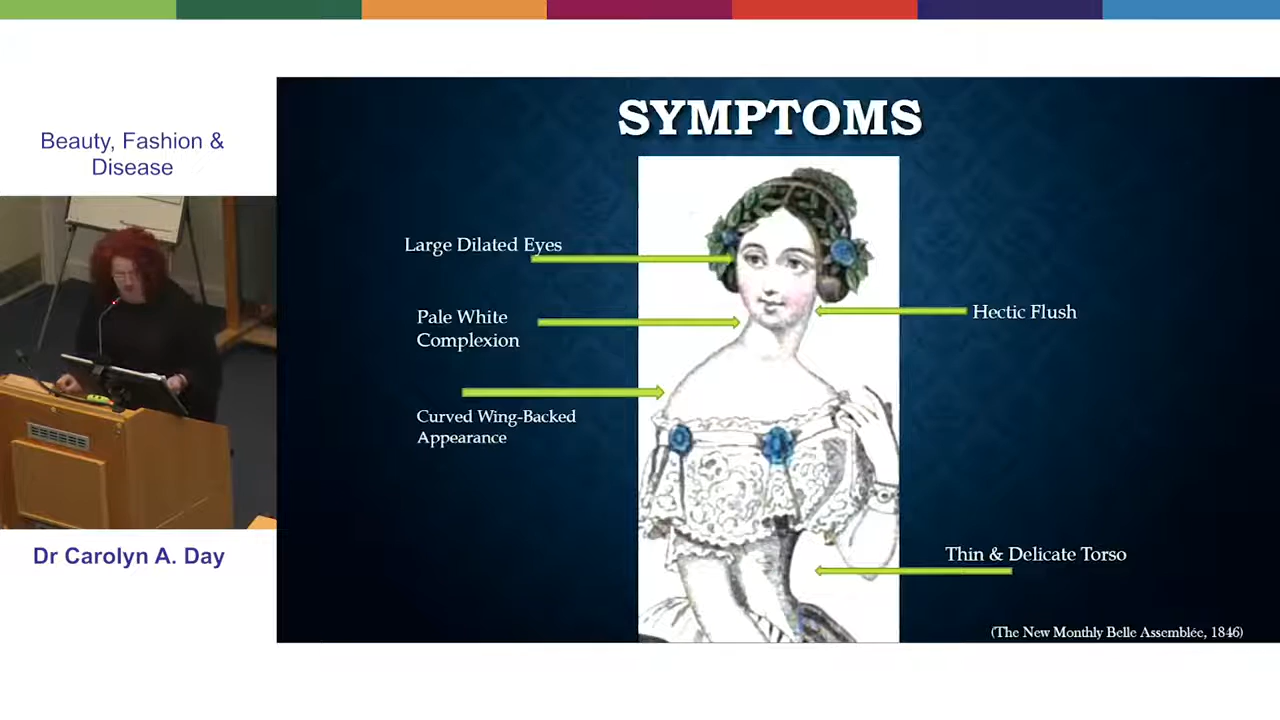 Beauty, Fashion &
Disease
Dr Carolyn A. Day
SYMPTOMS
Large Dilated Eyes
Pale White
Complexion
Curved Wing-Backed
Appearance
Hectic Flush
Thin & Delicate Torso
(The New Monthly Belle Assemblée, 1846)